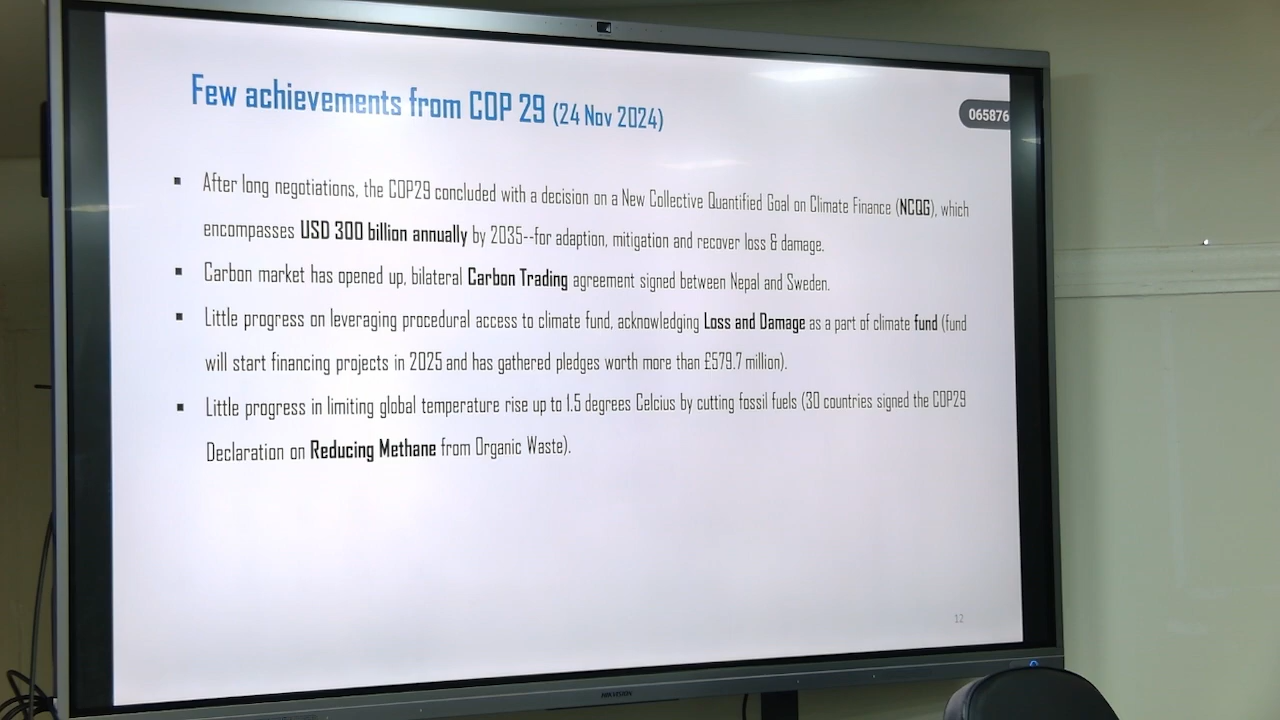 Few achievements from COP 29 (24 Nov 2024)
065876
▪ After long negotiations, the COP29 concluded with a decision on a New Collective Quantified Goal on Climate Finance (NCQG), which
encompasses USD 300 billion annually by 2035--for adaption, mitigation and recover loss & damage.
▪ Carbon market has opened up, bilateral Carbon Trading agreement signed between Nepal and Sweden.
▪ Little progress on leveraging procedural access to climate fund, acknowledging Loss and Damage as a part of climate fund (fund
will start financing projects in 2025 and has gathered pledges worth more than £579.7 million).
▪ Little progress in limiting global temperature rise up to 1.5 degrees Celcius by cutting fossil fuels (30 countries signed the COP29
Declaration on Reducing Methane from Organic Waste).
12
HIKVISION